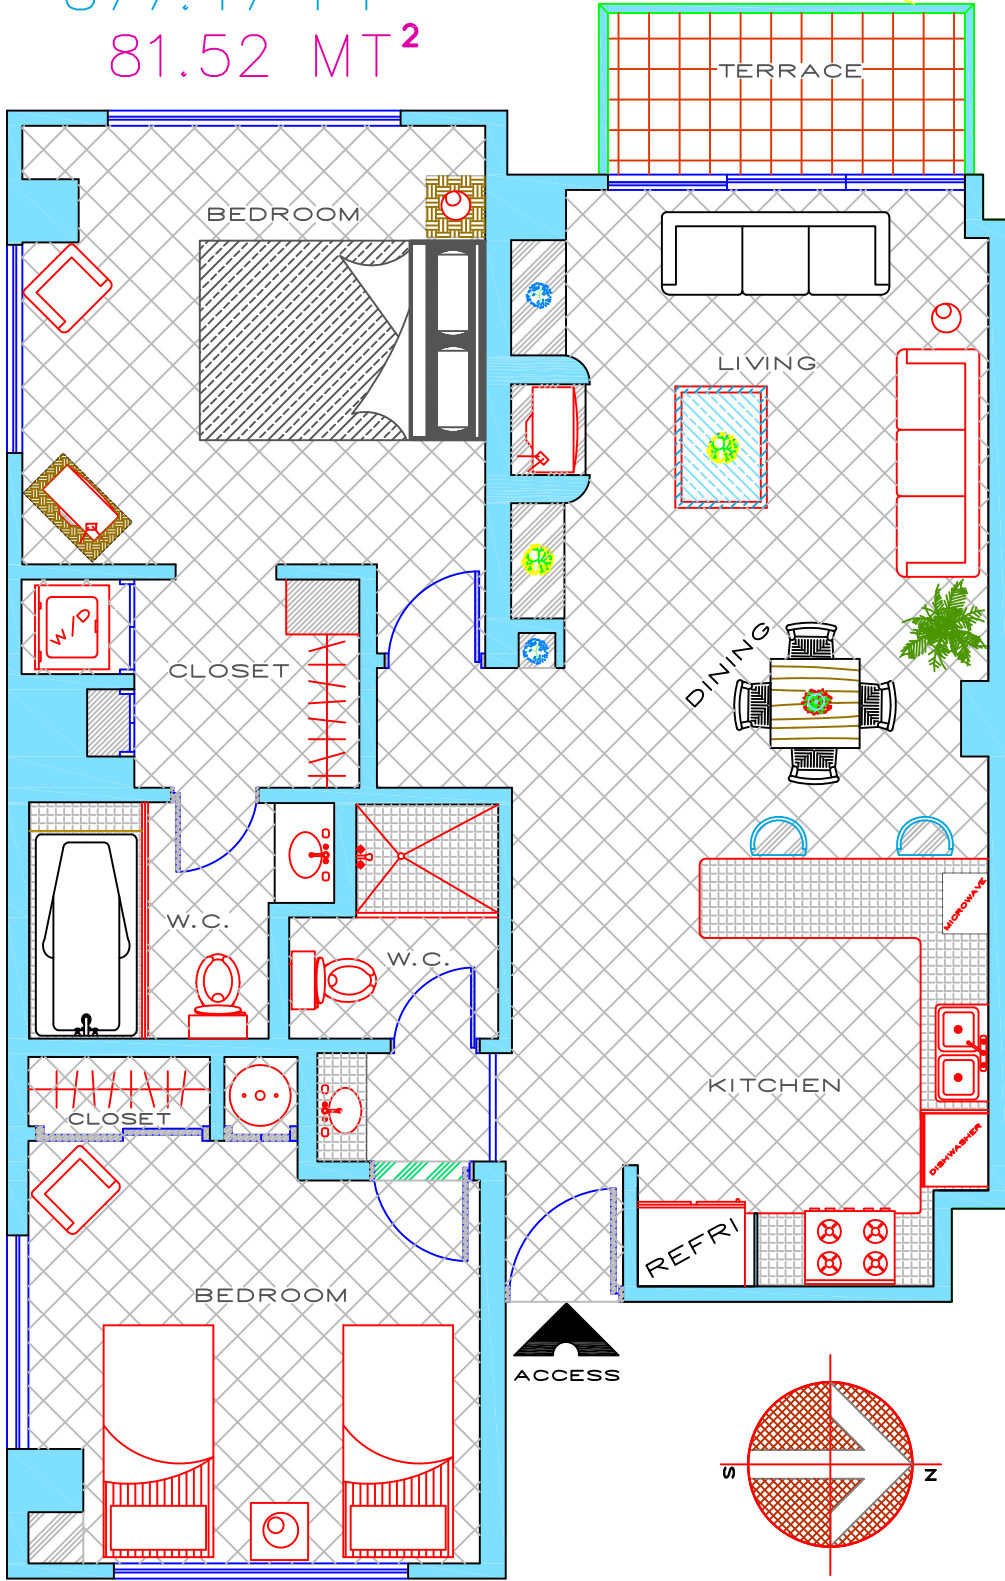 81.52 MT²
TERRACE
BEDROOM
LIVING
DINING
W/D
CLOSET
W.C.
W.C.
MICROWAVE
KITCHEN
CLOSET
DISHWASHER
REFRI
BEDROOM
ACCESS
S
N